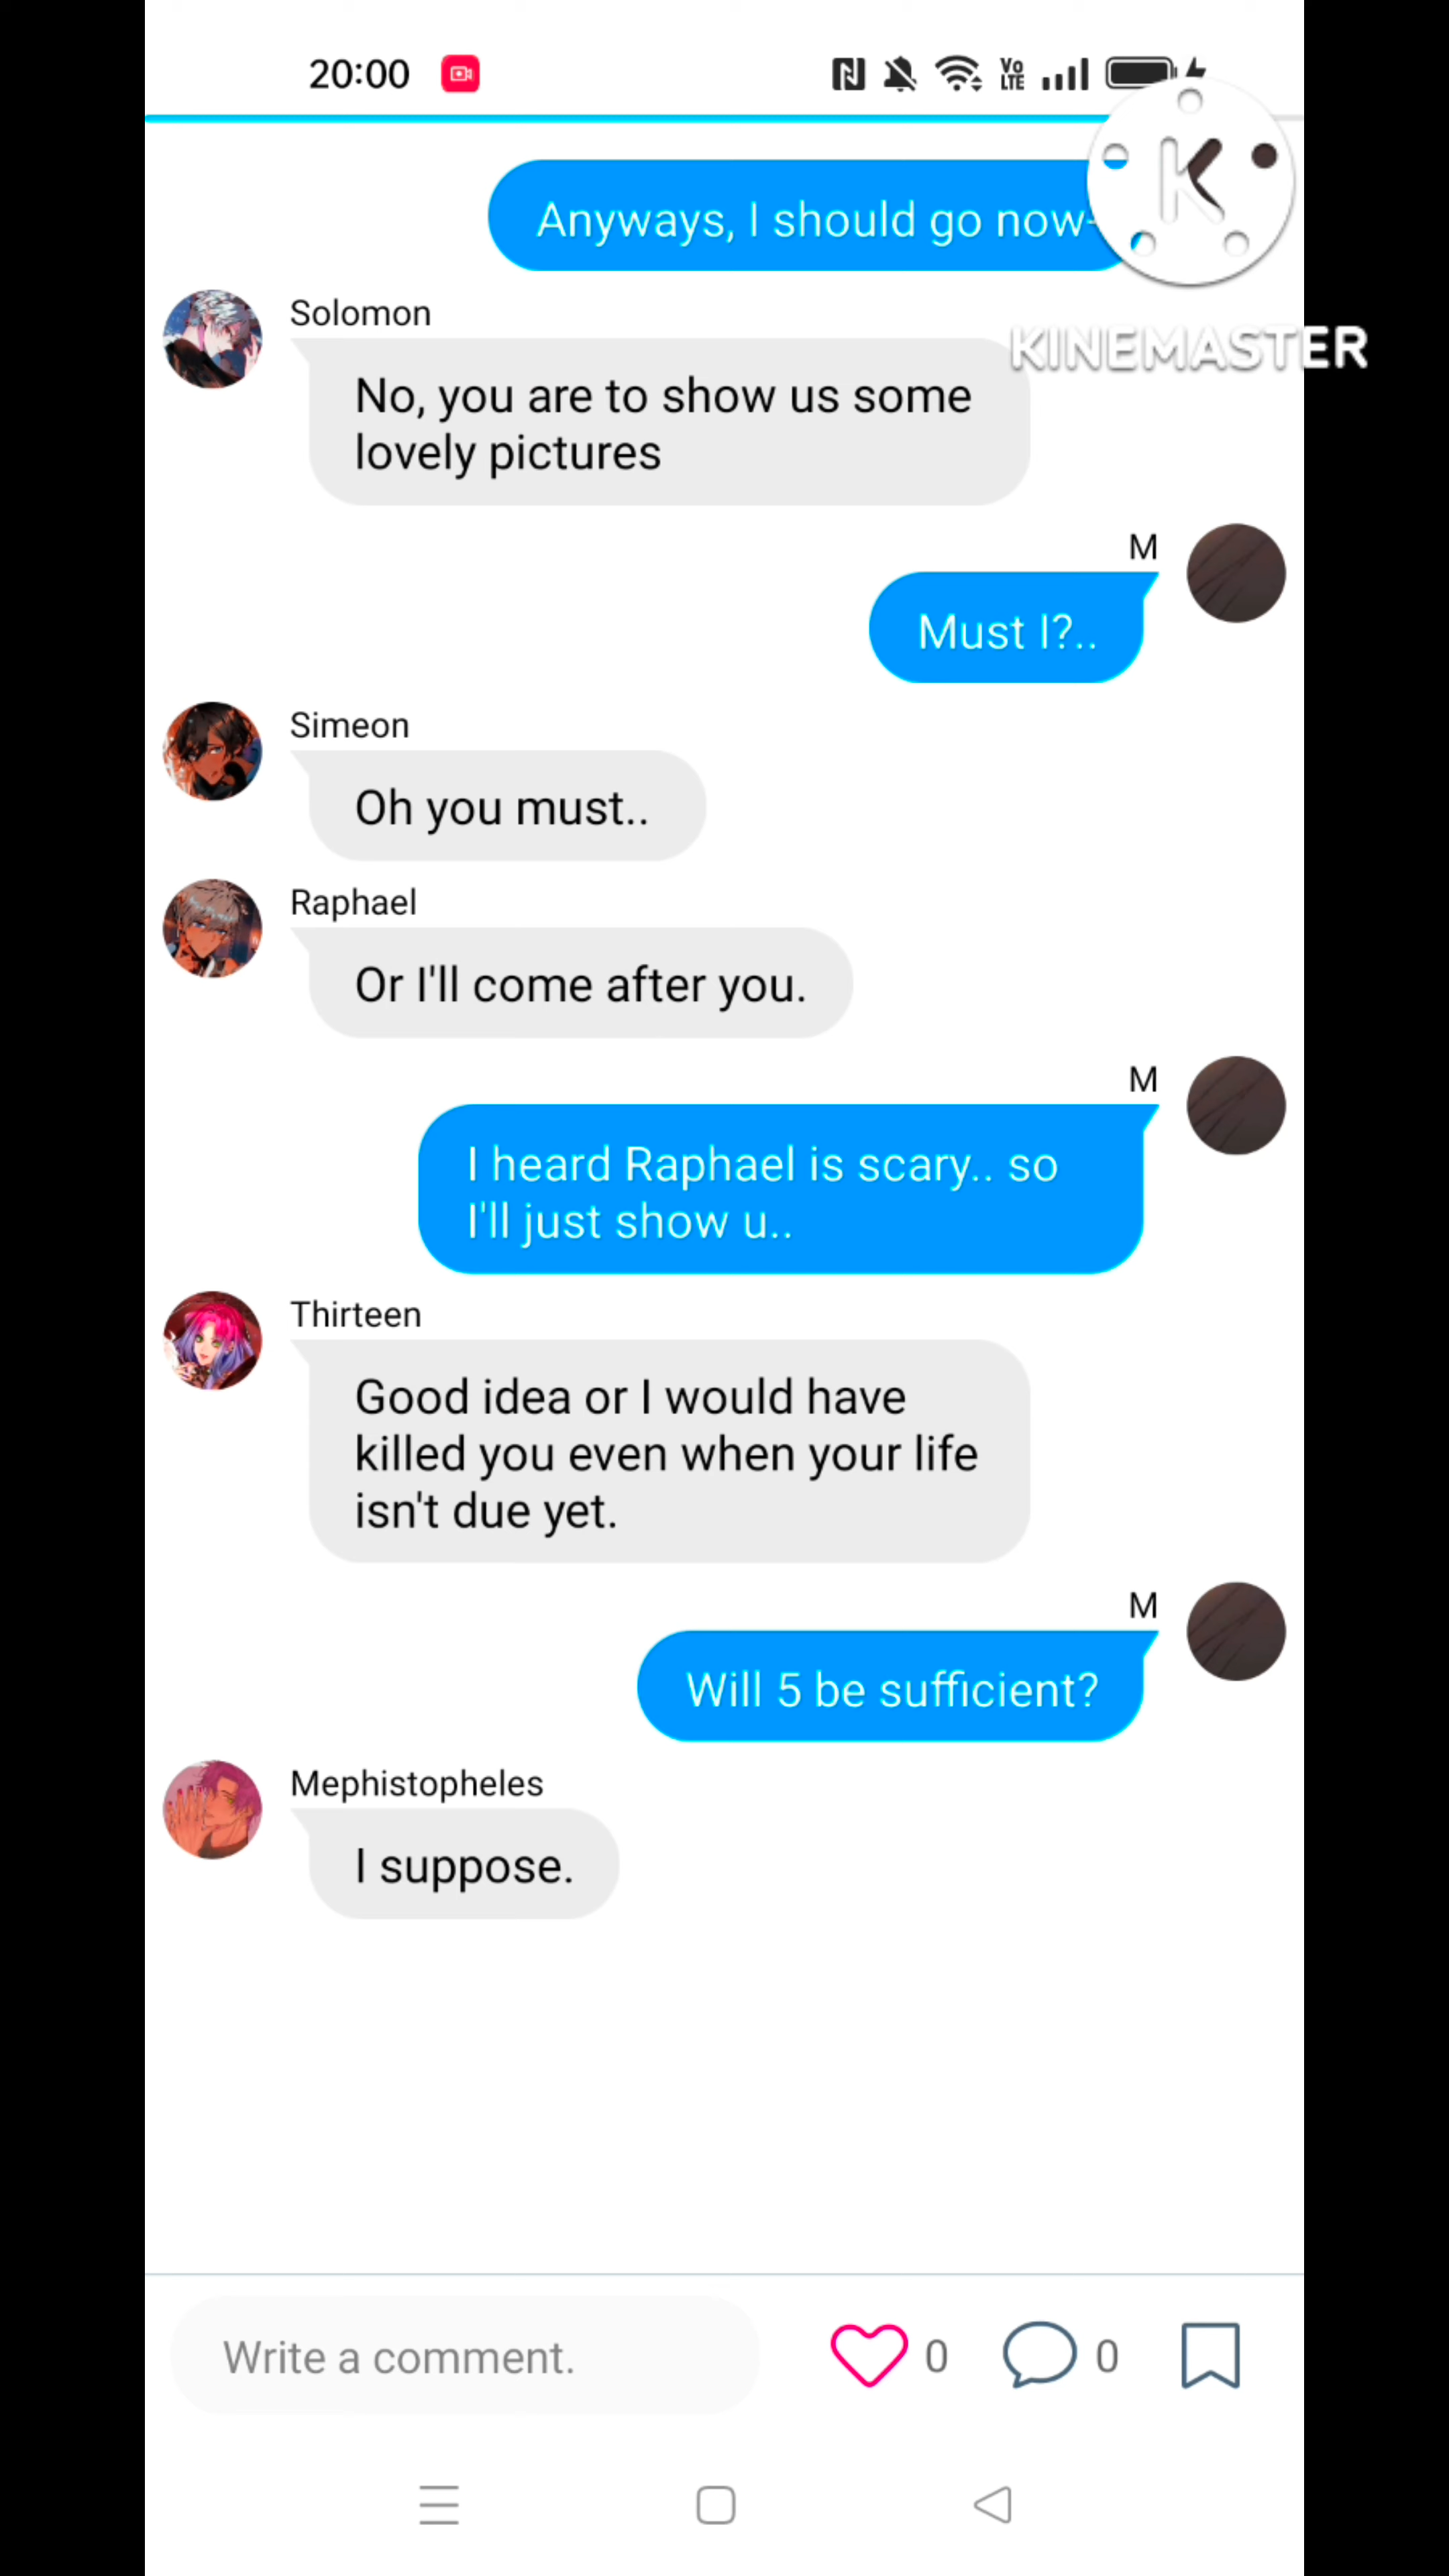 20:00
Vo
LTE
Anyways, I should go now-
K
KINEMASTER
Solomon
No, you are to show us some
lovely pictures
M
Must I?..
Simeon
Oh you must..
Raphael
Or I'll come after you.
M
I heard Raphael is scary.. so
I'll just show u..
Thirteen
Good idea or I would have
killed you even when your life
isn't due yet.
M
Will 5 be sufficient?
Mephistopheles
I suppose.
Write a comment.
0
0